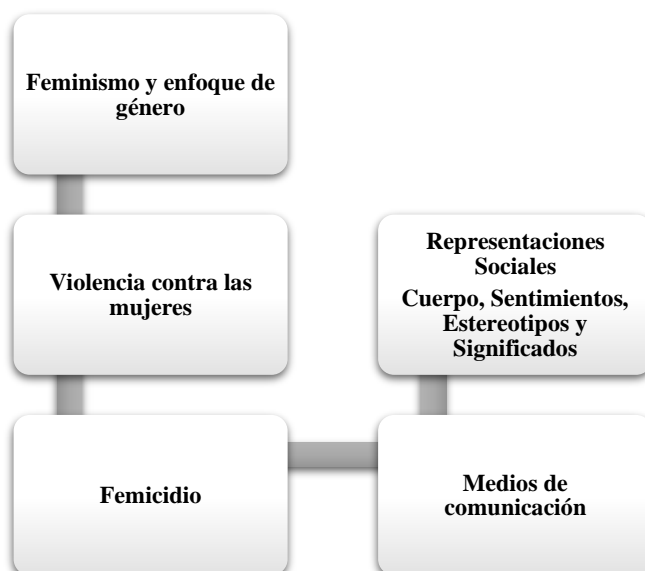 Feminismo y enfoque de
género
Violencia contra las
mujeres
Femicidio
Medios de
comunicación
Representaciones
Sociales
Cuerpo, Sentimientos,
Estereotipos y
Significados